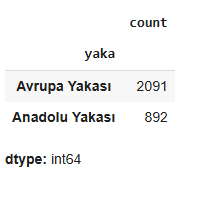 count
yaka
Avrupa Yakası 2091
Anadolu Yakası 892
dtype: int64